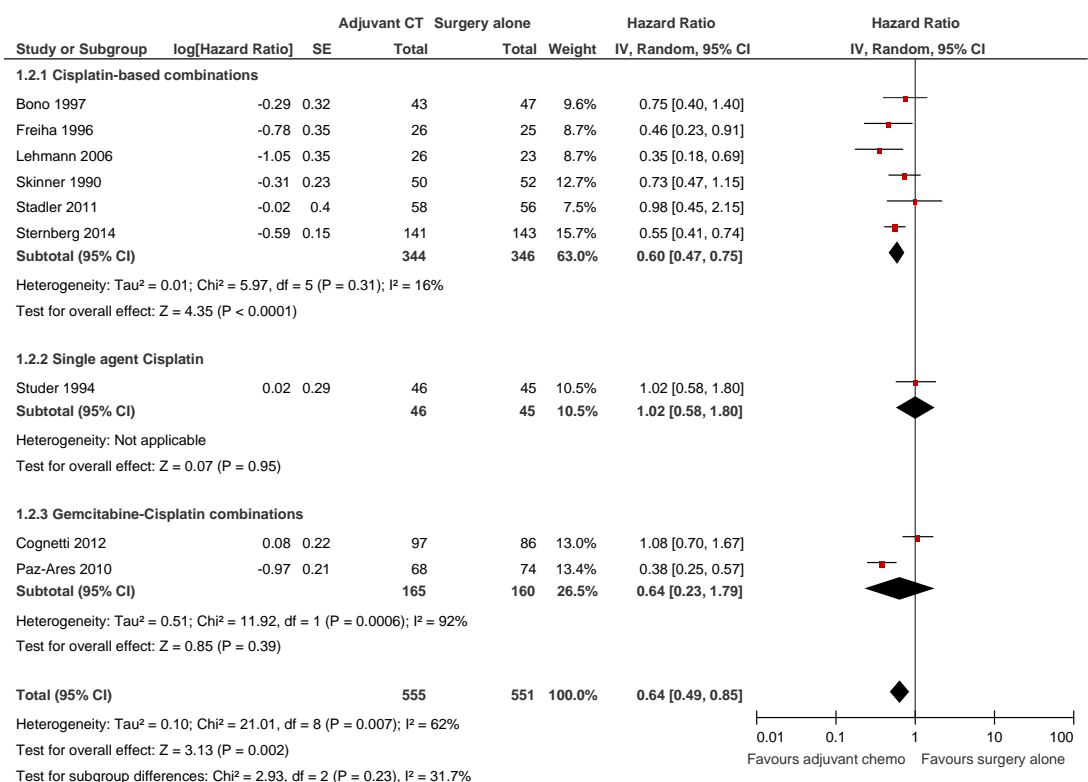 Adjuvant CT Surgery alone Hazard Ratio Hazard Ratio
Study or Subgroup log[Hazard Ratio] SE Total Total Weight IV, Random, 95% CI IV, Random, 95% CI
1.2.1 Cisplatin-based combinations
Bono 1997 -0.29 0.32 43 47 9.6% 0.75 [0.40, 1.40]
Freiha 1996 -0.78 0.35 26 25 8.7% 0.46 [0.23, 0.91]
Lehmann 2006 -1.05 0.35 26 23 8.7% 0.35 [0.18, 0.69]
Skinner 1990 -0.31 0.23 50 52 12.7% 0.73 [0.47, 1.15]
Stadler 2011 -0.02 0.4 58 56 7.5% 0.98 [0.45, 2.15]
Sternberg 2014 -0.59 0.15 141 143 15.7% 0.55 [0.41, 0.74]
Subtotal (95% CI) 344 346 63.0% 0.60 [0.47, 0.75]
Heterogeneity: Tau² = 0.01; Chi² = 5.97, df = 5 (P = 0.31); I² = 16%
Test for overall effect: Z = 4.35 (P < 0.0001)
1.2.2 Single agent Cisplatin
Studer 1994 0.02 0.29 46 45 10.5% 1.02 [0.58, 1.80]
Subtotal (95% CI) 46 45 10.5% 1.02 [0.58, 1.80]
Heterogeneity: Not applicable
Test for overall effect: Z = 0.07 (P = 0.95)
1.2.3 Gemcitabine-Cisplatin combinations
Cognetti 2012 0.08 0.22 97 86 13.0% 1.08 [0.70, 1.67]
Paz-Ares 2010 -0.97 0.21 68 74 13.4% 0.38 [0.25, 0.57]
Subtotal (95% CI) 165 160 26.5% 0.64 [0.23, 1.79]
Heterogeneity: Tau² = 0.51; Chi² = 11.92, df = 1 (P = 0.0006); I² = 92%
Test for overall effect: Z = 0.85 (P = 0.39)
Total (95% CI) 555 551 100.0% 0.64 [0.49, 0.85]
Heterogeneity: Tau² = 0.10; Chi² = 21.01, df = 8 (P = 0.007); I² = 62%
Test for overall effect: Z = 3.13 (P = 0.002)
Test for subgroup differences: Chi² = 2.93, df = 2 (P = 0.23), I² = 31.7%
0.01 0.1 1 10 100
Favours adjuvant chemo Favours surgery alone